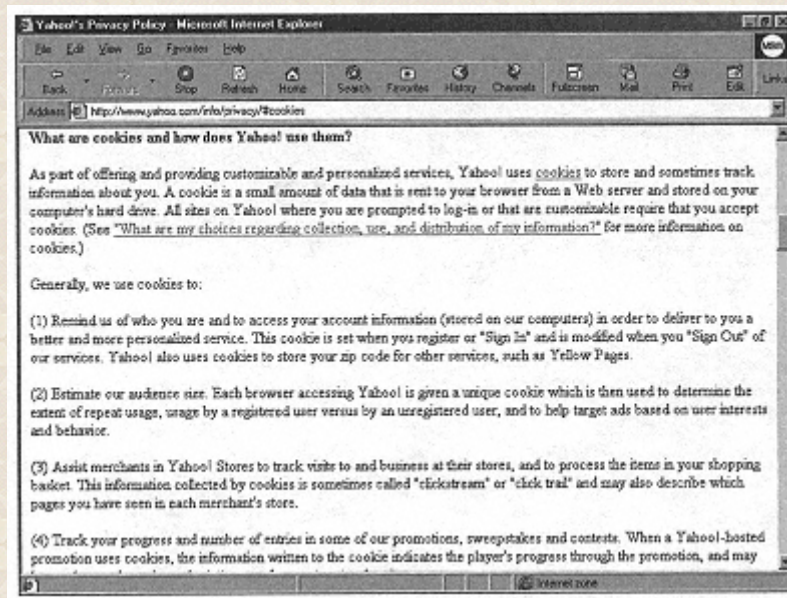 Yahoo!'s Privacy Policy - Microsoft Internet Explorer
File Edit View Go Favorites Help
Back Forward Stop Refresh Home Search Favorites History Channels Fullscreen Mail Print Edit Links
Address http://www.yahoo.com/info/privacy/#cookies
What are cookies and how does Yahoo! use them?
As part of offering and providing customizable and personalized services, Yahoo! uses cookies to store and sometimes track
information about you. A cookie is a small amount of data that is sent to your browser from a Web server and stored on your
computer's hard drive. All sites on Yahoo! where you are prompted to log-in or that are customizable require that you accept
cookies. (See "What are my choices regarding collection, use, and distribution of my information?" for more information on
cookies.)
Generally, we use cookies to:
(1) Remind us of who you are and to access your account information (stored on our computers) in order to deliver to you a
better and more personalized service. This cookie is set when you register or "Sign In" and is modified when you "Sign Out" of
our services. Yahoo! also uses cookies to store your zip code for other services, such as Yellow Pages.
(2) Estimate our audience size. Each browser accessing Yahoo! is given a unique cookie which is then used to determine the
extent of repeat usage, usage by a registered user versus by an unregistered user, and to help target ads based on user interests
and behavior.
(3) Assist merchants in Yahoo! Stores to track visits to and business at their stores, and to process the items in your shopping
basket. This information collected by cookies is sometimes called "clickstream" or "click trail" and may also describe which
pages you have seen in each merchant's store.
(4) Track your progress and number of entries in some of our promotions, sweepstakes and contests. When a Yahoo!-hosted
promotion uses cookies, the information written to the cookie indicates the player's progress through the promotion, and may
Internet zone